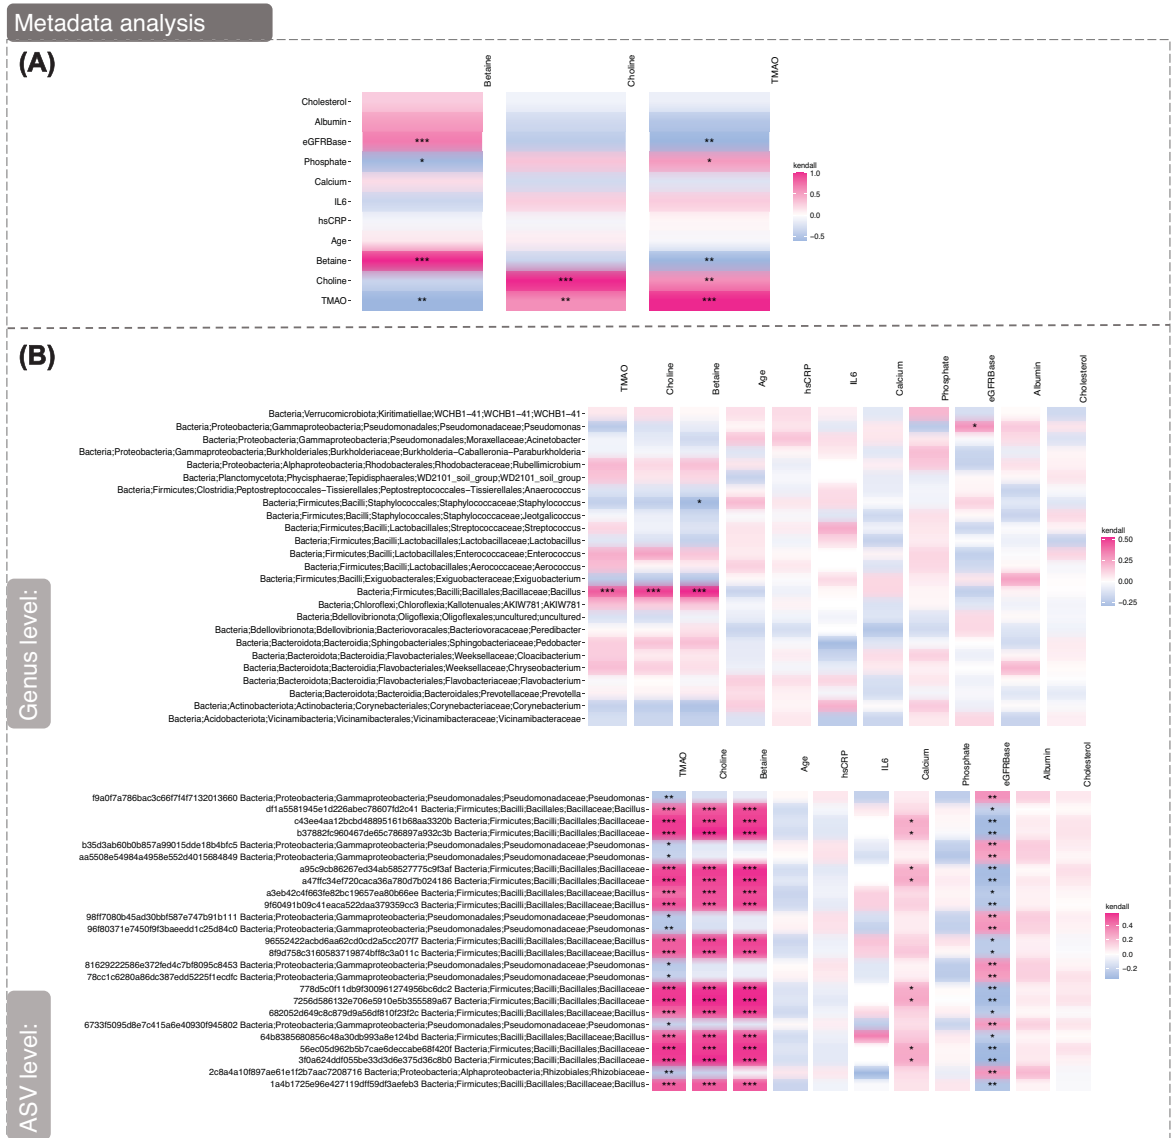 Metadata analysis
(A)
Betaine
Choline
TMAO
Cholesterol
Albumin
eGFRBase *** **
Phosphate * *
Calcium
IL6
hsCRP
Age
Betaine *** **
Choline *** **
TMAO ** ** ***
kendall
1.0
0.5
0.0
−0.5
(B)
TMAO
Choline
Betaine
Age
hsCRP
IL6
Calcium
Phosphate
eGFRBase
Albumin
Cholesterol
Genus level:
Bacteria;Verrucomicrobiota;Kiritimatiellae;WCHB1−41;WCHB1−41;WCHB1−41
Bacteria;Proteobacteria;Gammaproteobacteria;Pseudomonadales;Pseudomonadaceae;Pseudomonas *
Bacteria;Proteobacteria;Gammaproteobacteria;Pseudomonadales;Moraxellaceae;Acinetobacter
Bacteria;Proteobacteria;Gammaproteobacteria;Burkholderiales;Burkholderiaceae;Burkholderia−Caballeronia−Paraburkholderia
Bacteria;Proteobacteria;Alphaproteobacteria;Rhodobacterales;Rhodobacteraceae;Rubellimicrobium
Bacteria;Planctomycetota;Phycisphaerae;Tepidisphaerales;WD2101_soil_group;WD2101_soil_group
Bacteria;Firmicutes;Clostridia;Peptostreptococcales−Tissierellales;Peptostreptococcales−Tissierellales;Anaerococcus
Bacteria;Firmicutes;Bacilli;Staphylococcales;Staphylococcaceae;Staphylococcus *
Bacteria;Firmicutes;Bacilli;Staphylococcales;Staphylococcaceae;Jeotgalicoccus
Bacteria;Firmicutes;Bacilli;Lactobacillales;Streptococcaceae;Streptococcus
Bacteria;Firmicutes;Bacilli;Lactobacillales;Lactobacillaceae;Lactobacillus
Bacteria;Firmicutes;Bacilli;Lactobacillales;Enterococcaceae;Enterococcus
Bacteria;Firmicutes;Bacilli;Lactobacillales;Aerococcaceae;Aerococcus
Bacteria;Firmicutes;Bacilli;Exiguobacterales;Exiguobacteraceae;Exiguobacterium
Bacteria;Firmicutes;Bacilli;Bacillales;Bacillaceae;Bacillus *** *** ***
Bacteria;Chloroflexi;Chloroflexia;Kallotenuales;AKIW781;AKIW781
Bacteria;Bdellovibrionota;Oligoflexia;Oligoflexales;uncultured;uncultured
Bacteria;Bdellovibrionota;Bdellovibrionia;Bacteriovoracales;Bacteriovoracaceae;Peredibacter
Bacteria;Bacteroidota;Bacteroidia;Sphingobacteriales;Sphingobacteriaceae;Pedobacter
Bacteria;Bacteroidota;Bacteroidia;Flavobacteriales;Weeksellaceae;Cloacibacterium
Bacteria;Bacteroidota;Bacteroidia;Flavobacteriales;Weeksellaceae;Chryseobacterium
Bacteria;Bacteroidota;Bacteroidia;Flavobacteriales;Flavobacteriaceae;Flavobacterium
Bacteria;Bacteroidota;Bacteroidia;Bacteroidales;Prevotellaceae;Prevotella
Bacteria;Actinobacteriota;Actinobacteria;Corynebacteriales;Corynebacteriaceae;Corynebacterium
Bacteria;Acidobacteriota;Vicinamibacteria;Vicinamibacterales;Vicinamibacteraceae;Vicinamibacteraceae
kendall
0.50
0.25
0.00
−0.25
TMAO
Choline
Betaine
Age
hsCRP
IL6
Calcium
Phosphate
eGFRBase
Albumin
Cholesterol
ASV level:
f9a0f7a786bac3c66f7f4f7132013660 Bacteria;Proteobacteria;Gammaproteobacteria;Pseudomonadales;Pseudomonadaceae;Pseudomonas ** **
df1a5581945e1d226abec78607fd2c41 Bacteria;Firmicutes;Bacilli;Bacillales;Bacillaceae;Bacillus *** *** *** *
c43ee4aa12bcbd48895161b68aa3320b Bacteria;Firmicutes;Bacilli;Bacillales;Bacillaceae *** *** *** * **
b37882fc960467de65c786897a932c3b Bacteria;Firmicutes;Bacilli;Bacillales;Bacillaceae *** *** *** * **
b35d3ab60b0b857a99015dde18b4bfc5 Bacteria;Proteobacteria;Gammaproteobacteria;Pseudomonadales;Pseudomonadaceae;Pseudomonas * **
aa5508e54984a4958e552d4015684849 Bacteria;Proteobacteria;Gammaproteobacteria;Pseudomonadales;Pseudomonadaceae;Pseudomonas * **
a95c9cb86267ed34ab58527775c9f3af Bacteria;Firmicutes;Bacilli;Bacillales;Bacillaceae *** *** *** * **
a47ffc34ef720caca36a780d7b024186 Bacteria;Firmicutes;Bacilli;Bacillales;Bacillaceae *** *** *** * **
a3eb42c4f663fe82bc19657ea80b66ee Bacteria;Firmicutes;Bacilli;Bacillales;Bacillaceae;Bacillus *** *** *** *
9f60491b09c41eaca522daa379359cc3 Bacteria;Firmicutes;Bacilli;Bacillales;Bacillaceae;Bacillus *** *** *** **
98ff7080b45ad30bbf587e747b91b111 Bacteria;Proteobacteria;Gammaproteobacteria;Pseudomonadales;Pseudomonadaceae;Pseudomonas * **
96f80371e7450f9f3baeedd1c25d84c0 Bacteria;Proteobacteria;Gammaproteobacteria;Pseudomonadales;Pseudomonadaceae;Pseudomonas ** **
96552422acbd6aa62cd0cd2a5cc207f7 Bacteria;Firmicutes;Bacilli;Bacillales;Bacillaceae;Bacillus *** *** *** *
8f9d758c3160583719874bff8c3a011c Bacteria;Firmicutes;Bacilli;Bacillales;Bacillaceae;Bacillus *** *** *** *
81629222586e372fed4c7bf8095c8453 Bacteria;Proteobacteria;Gammaproteobacteria;Pseudomonadales;Pseudomonadaceae;Pseudomonas * **
78cc1c6280a86dc387edd5225f1ecdfc Bacteria;Proteobacteria;Gammaproteobacteria;Pseudomonadales;Pseudomonadaceae;Pseudomonas * **
778d5c0f11db9f300961274956bc6dc2 Bacteria;Firmicutes;Bacilli;Bacillales;Bacillaceae *** *** *** * **
7256d586132e706e5910e5b355589a67 Bacteria;Firmicutes;Bacilli;Bacillales;Bacillaceae *** *** *** * **
682052d649c8c879d9a56df810f23f2c Bacteria;Firmicutes;Bacilli;Bacillales;Bacillaceae;Bacillus *** *** *** *
6733f5095d8e7c415a6e40930f945802 Bacteria;Proteobacteria;Gammaproteobacteria;Pseudomonadales;Pseudomonadaceae;Pseudomonas * **
64b8385680856c48a30db993a8e124bd Bacteria;Firmicutes;Bacilli;Bacillales;Bacillaceae;Bacillus *** *** *** *
56ec05d962b5b7cae6deccabe68f420f Bacteria;Firmicutes;Bacilli;Bacillales;Bacillaceae *** *** *** * **
3f0a624ddf055be33d3d6e375d36c8b0 Bacteria;Firmicutes;Bacilli;Bacillales;Bacillaceae *** *** *** * **
2c8a4a10f897ae61e1f2b7aac7208716 Bacteria;Proteobacteria;Alphaproteobacteria;Rhizobiales;Rhizobiaceae ** **
1a4b1725e96e427119dff59df3aefeb3 Bacteria;Firmicutes;Bacilli;Bacillales;Bacillaceae;Bacillus *** *** *** **
kendall
0.4
0.2
0.0
−0.2